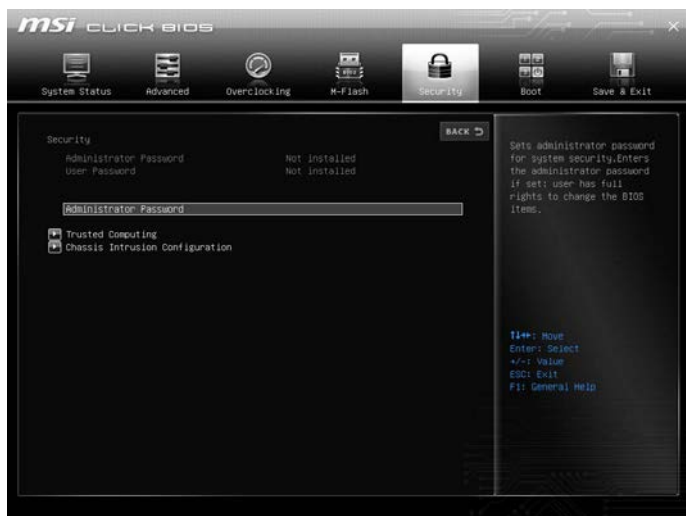 msi CLICK BIOS
System Status Advanced Overclocking M-Flash Security Boot Save & Exit
BACK
Security
Administrator Password Not installed
User Password Not installed
Administrator Password
Trusted Computing
Chassis Intrusion Configuration
Sets administrator password
for system security.Enters
the administrator password
if set: user has full
rights to change the BIOS
items.
↑↓←→: Move
Enter: Select
+/-: Value
ESC: Exit
F1: General Help